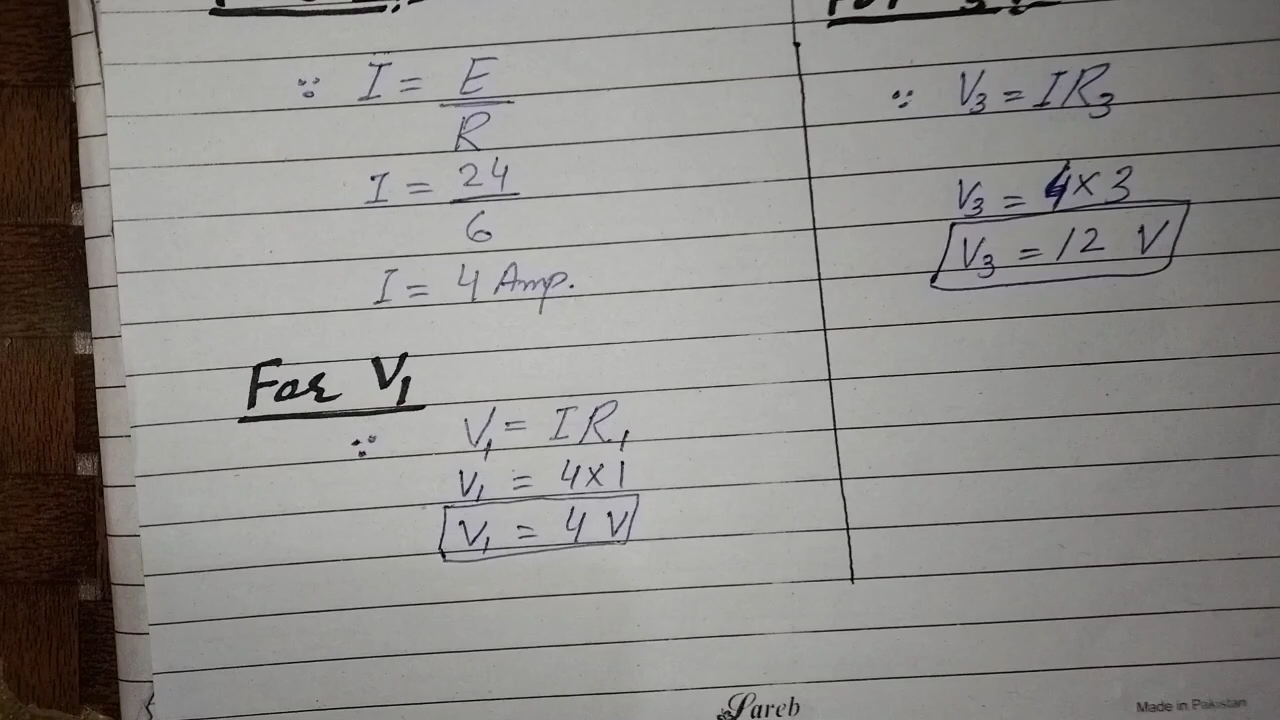 ∵ I = E / R
I = 24 / 6
I = 4 Amp.
For V₁
∵ V₁ = IR₁
V₁ = 4×1
V₁ = 4 V
∵ V₃ = IR₃
V₃ = 4×3
V₃ = 12 V
Sareb
Made in Pakistan